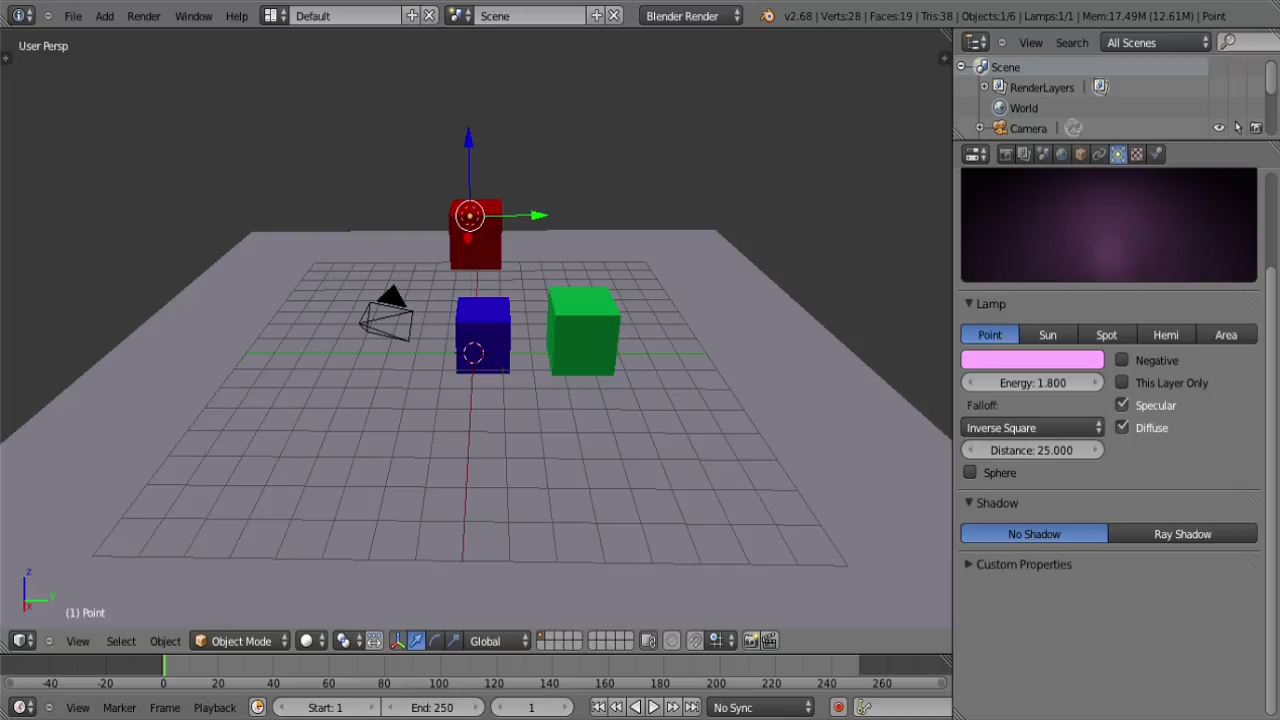 File Add Render Window Help Default Scene Blender Render v2.68 | Verts:28 | Faces:19 | Tris:38 | Objects:1/6 | Lamps:1/1 | Mem:17.49M (12.61M) | Point
User Persp
View Search All Scenes
Scene
RenderLayers
World
Camera
Lamp
Point Sun Spot Hemi Area
Negative
Energy: 1.800 This Layer Only
Falloff: Specular
Inverse Square Diffuse
Distance: 25.000
Sphere
Shadow
No Shadow Ray Shadow
Custom Properties
z
y
x
(1) Point
View Select Object Object Mode Global
-40 -20 0 20 40 60 80 100 120 140 160 180 200 220 240 260
View Marker Frame Playback Start: 1 End: 250 1 No Sync